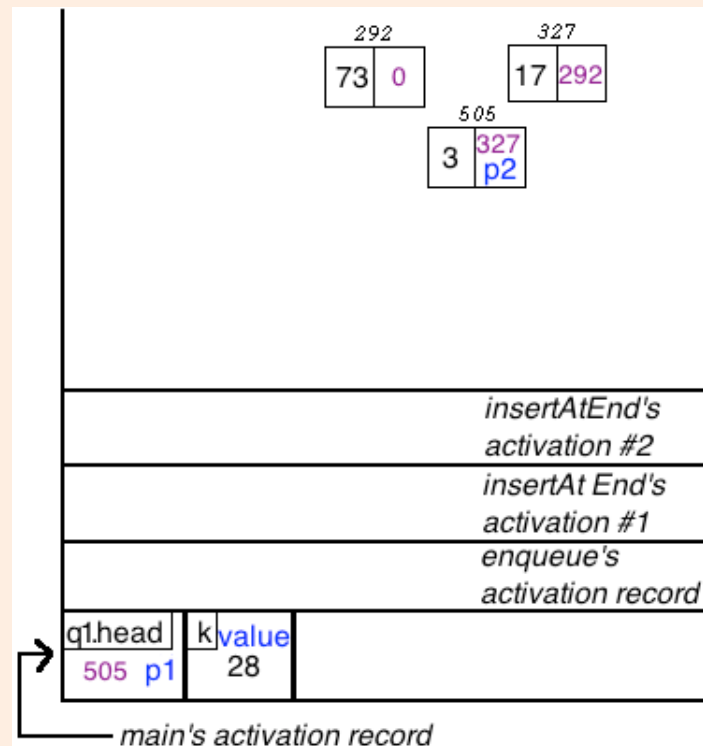 292
327
73 0
17 292
505
3 327
p2
insertAtEnd's
activation #2
insertAt End's
activation #1
enqueue's
activation record
q1.head k value
505 p1 28
main's activation record